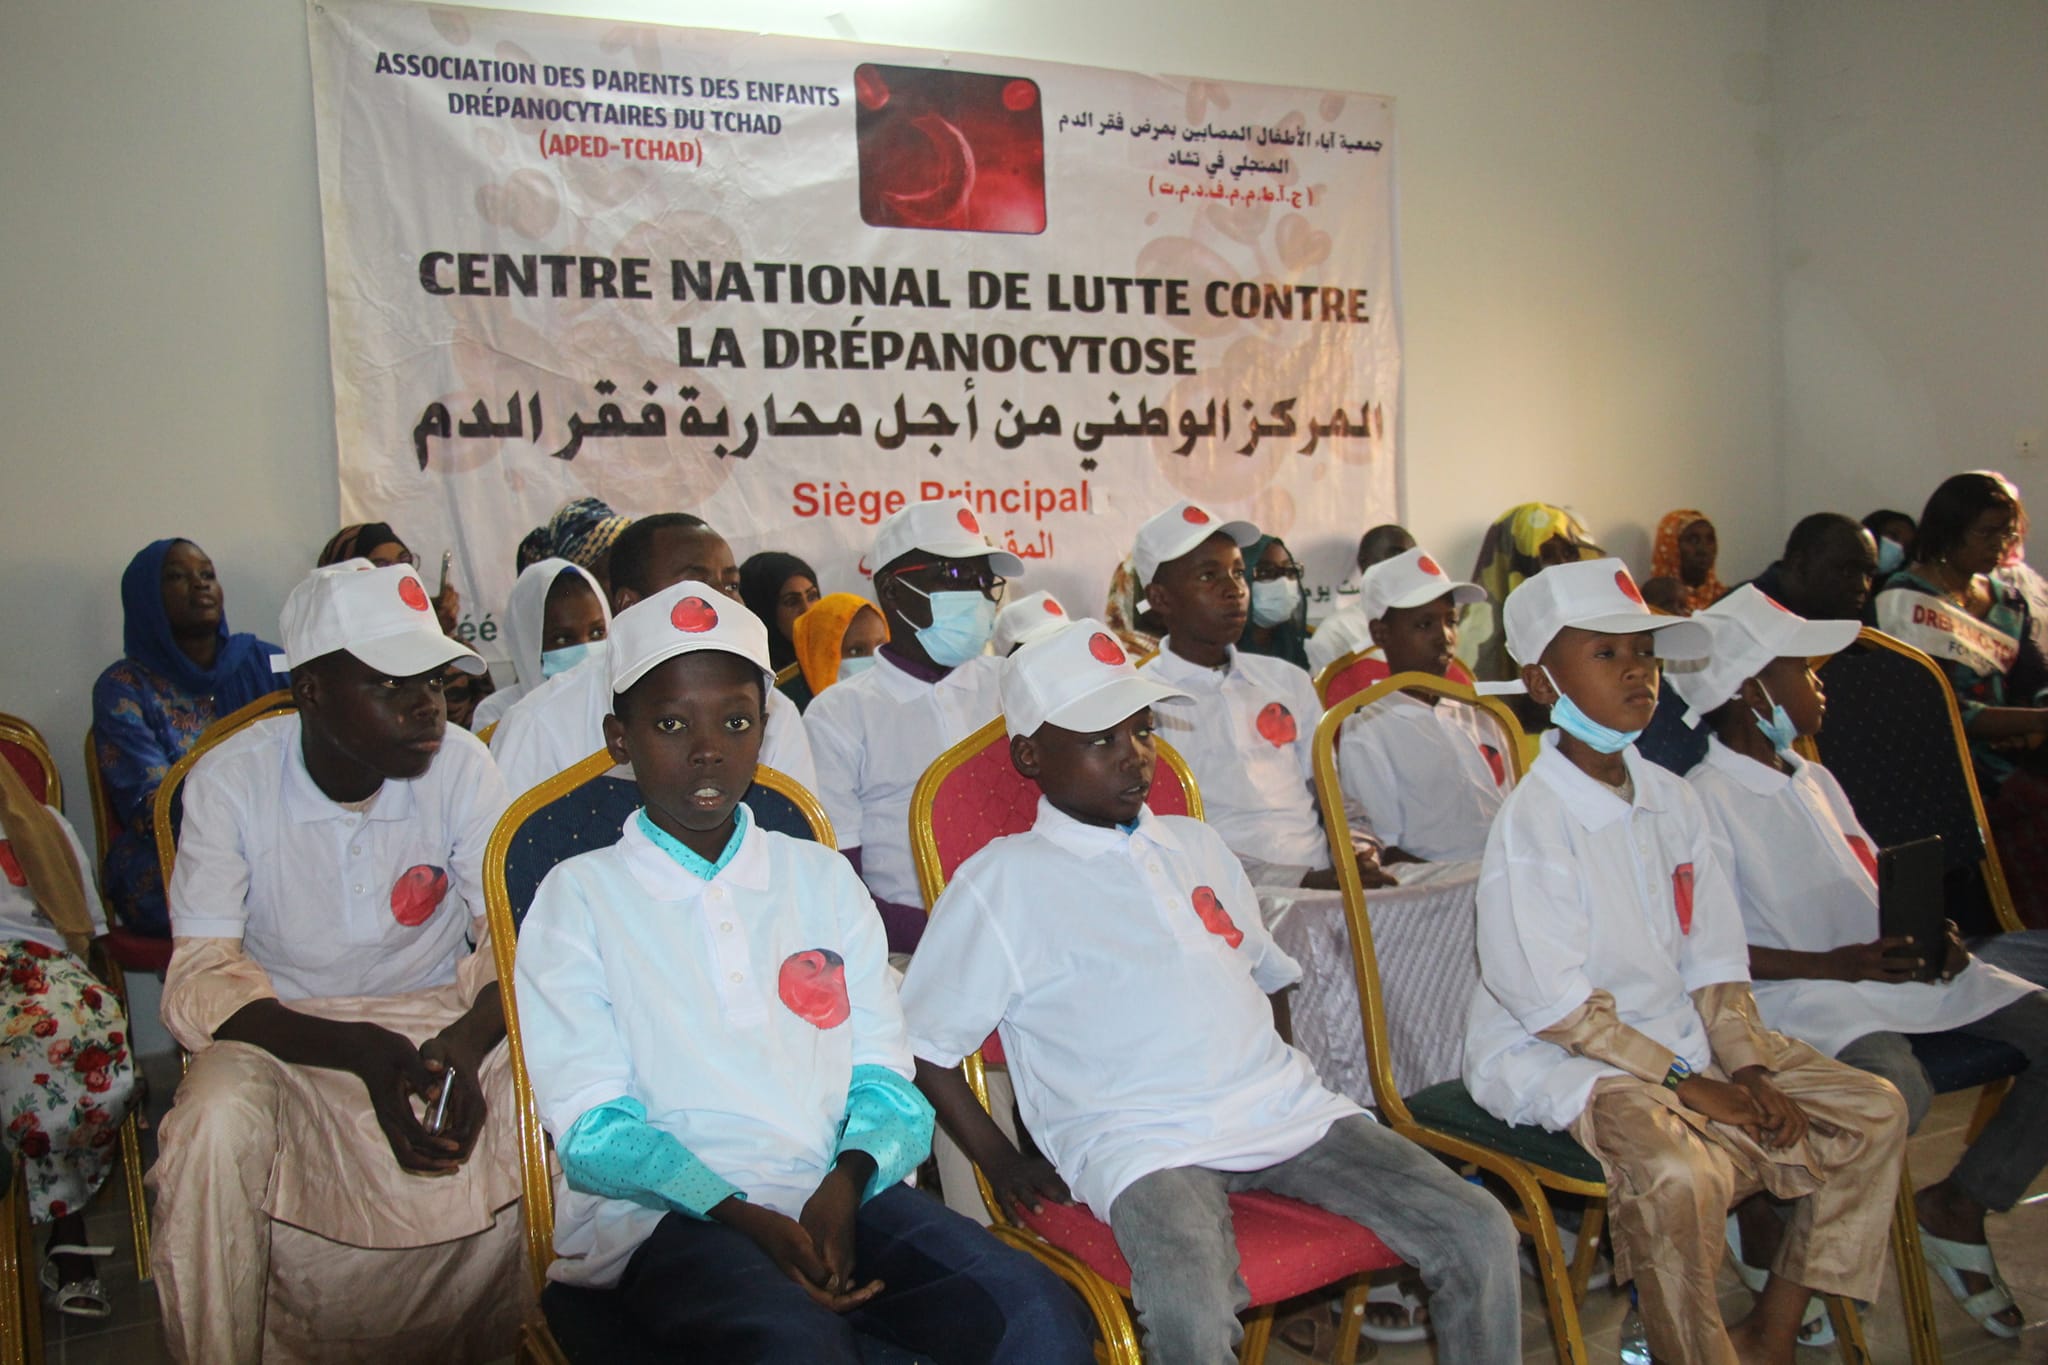 ASSOCIATION DES PARENTS DES ENFANTS
DRÉPANOCYTAIRES DU TCHAD
(APED-TCHAD)
جمعية آباء الأطفال المصابين بمرض فقر الدم
المنجلي في تشاد
(ج.آ.ط.م.م.ف.د.م.ت)
CENTRE NATIONAL DE LUTTE CONTRE
LA DRÉPANOCYTOSE
المركز الوطني من أجل محاربة فقر الدم
Siège Principal